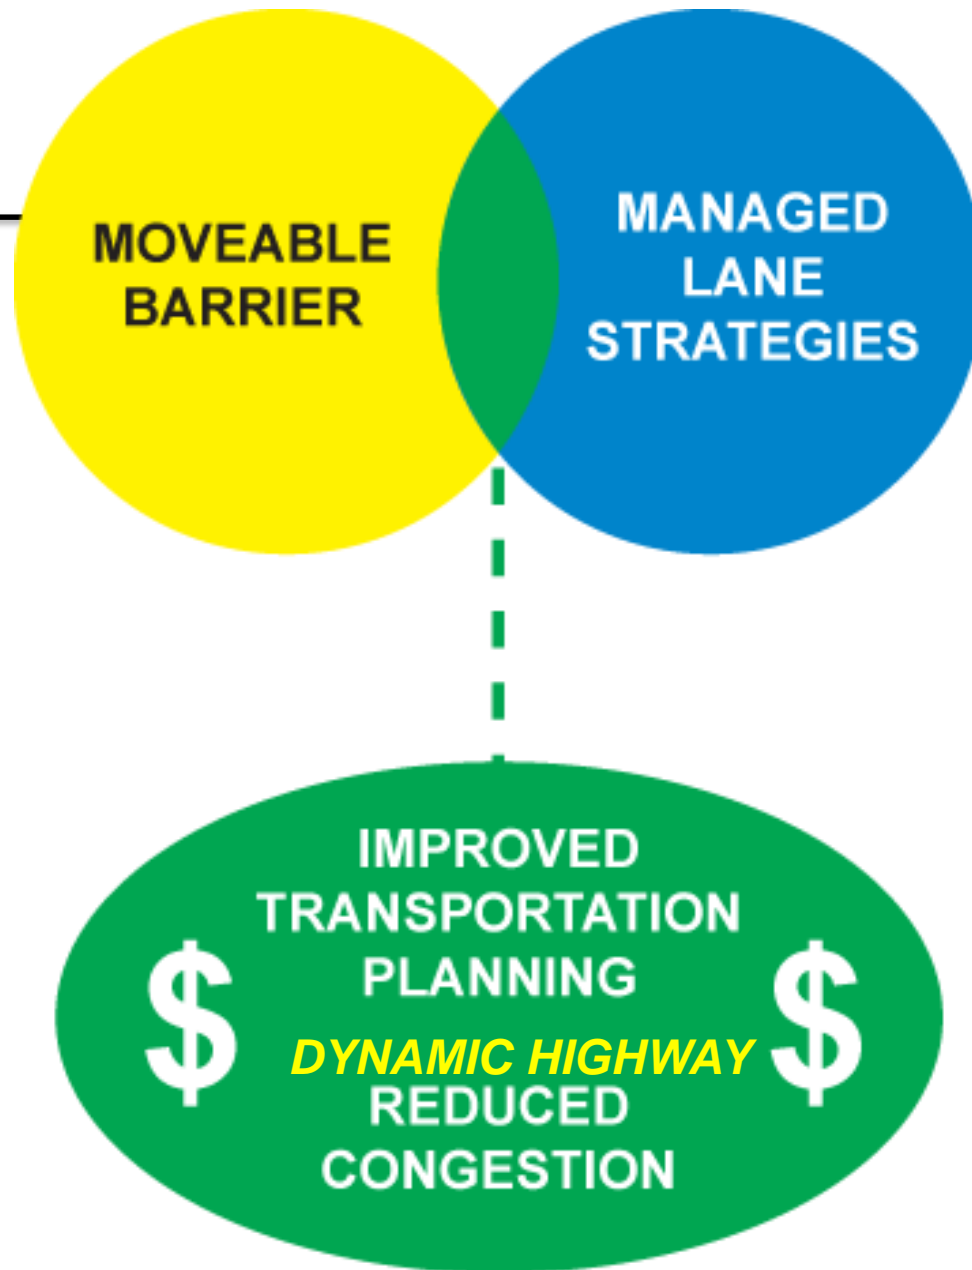 MOVEABLE
BARRIER
MANAGED
LANE
STRATEGIES
IMPROVED
TRANSPORTATION
PLANNING
$ $
DYNAMIC HIGHWAY
REDUCED
CONGESTION